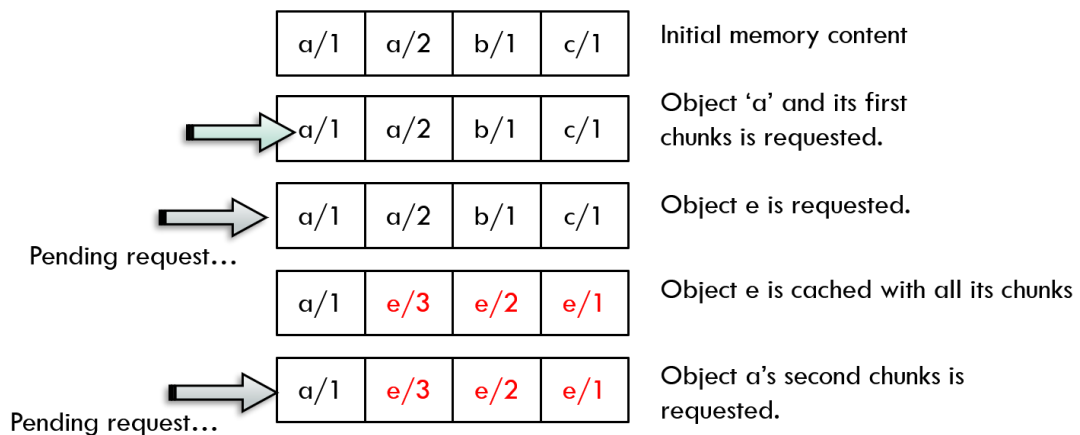 a/1 a/2 b/1 c/1 Initial memory content
Object ‘a’ and its first
a/1 a/2 b/1 c/1
chunks is requested.
a/1 a/2 b/1 c/1 Object e is requested.
Pending request...
a/1 e/3 e/2 e/1 Object e is cached with all its chunks
a/1 e/3 e/2 e/1 Object a's second chunks is
requested.
Pending request...